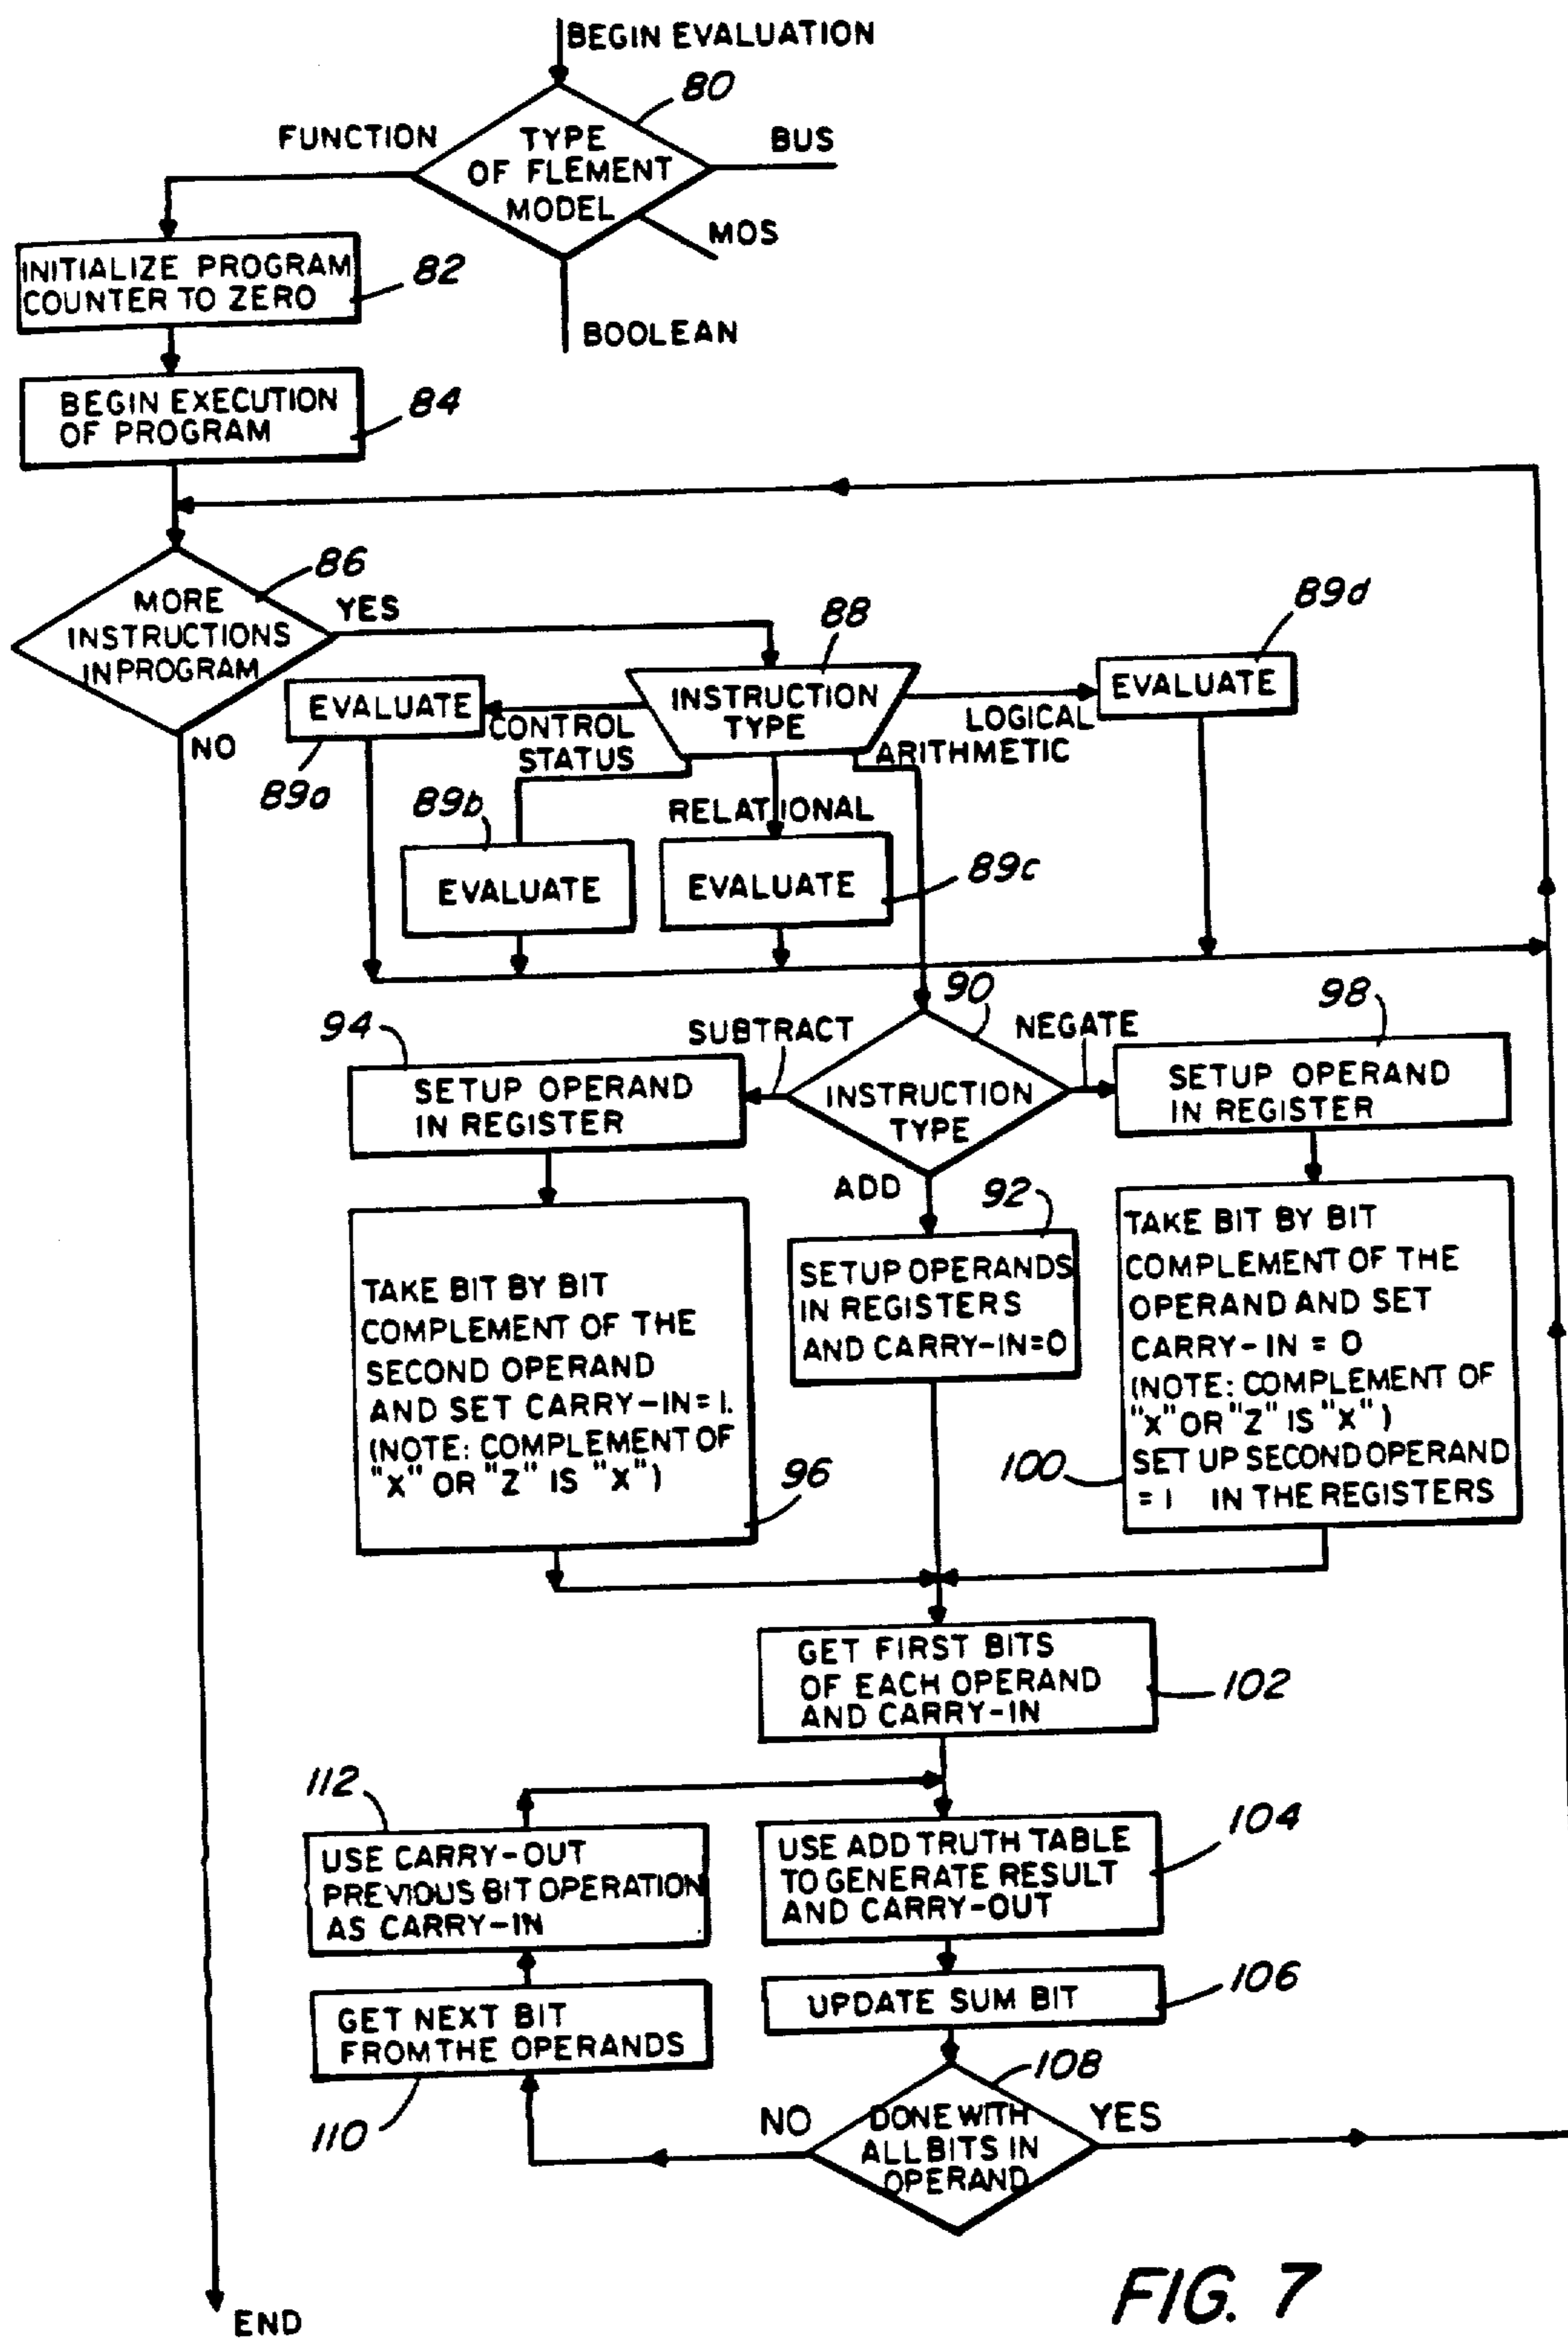 BEGIN EVALUATION
80
FUNCTION
TYPE
OF FLEMENT
MODEL
BUS
MOS
BOOLEAN
INITIALIZE PROGRAM
COUNTER TO ZERO
82
BEGIN EXECUTION
OF PROGRAM
84
86
MORE
INSTRUCTIONS
IN PROGRAM
YES
NO
88
INSTRUCTION
TYPE
89d
EVALUATE
LOGICAL
ARITHMETIC
EVALUATE
CONTROL
STATUS
89a
89b
RELATIONAL
EVALUATE
EVALUATE
89c
90
94
SUBTRACT
NEGATE
98
SETUP OPERAND
IN REGISTER
INSTRUCTION
TYPE
SETUP OPERAND
IN REGISTER
ADD
92
TAKE BIT BY BIT
COMPLEMENT OF THE
SECOND OPERAND
AND SET CARRY-IN=1.
(NOTE: COMPLEMENT OF
"X" OR "Z" IS "X")
96
SETUP OPERANDS
IN REGISTERS
AND CARRY-IN=0
TAKE BIT BY BIT
COMPLEMENT OF THE
OPERAND AND SET
CARRY-IN = 0
(NOTE: COMPLEMENT OF
"X" OR "Z" IS "X")
SET UP SECOND OPERAND
= 1 IN THE REGISTERS
100
GET FIRST BITS
OF EACH OPERAND
AND CARRY-IN
102
112
USE CARRY-OUT
PREVIOUS BIT OPERATION
AS CARRY-IN
USE ADD TRUTH TABLE
TO GENERATE RESULT
AND CARRY-OUT
104
GET NEXT BIT
FROM THE OPERANDS
110
UPDATE SUM BIT
106
108
NO
DONE WITH
ALL BITS IN
OPERAND
YES
END
FIG. 7